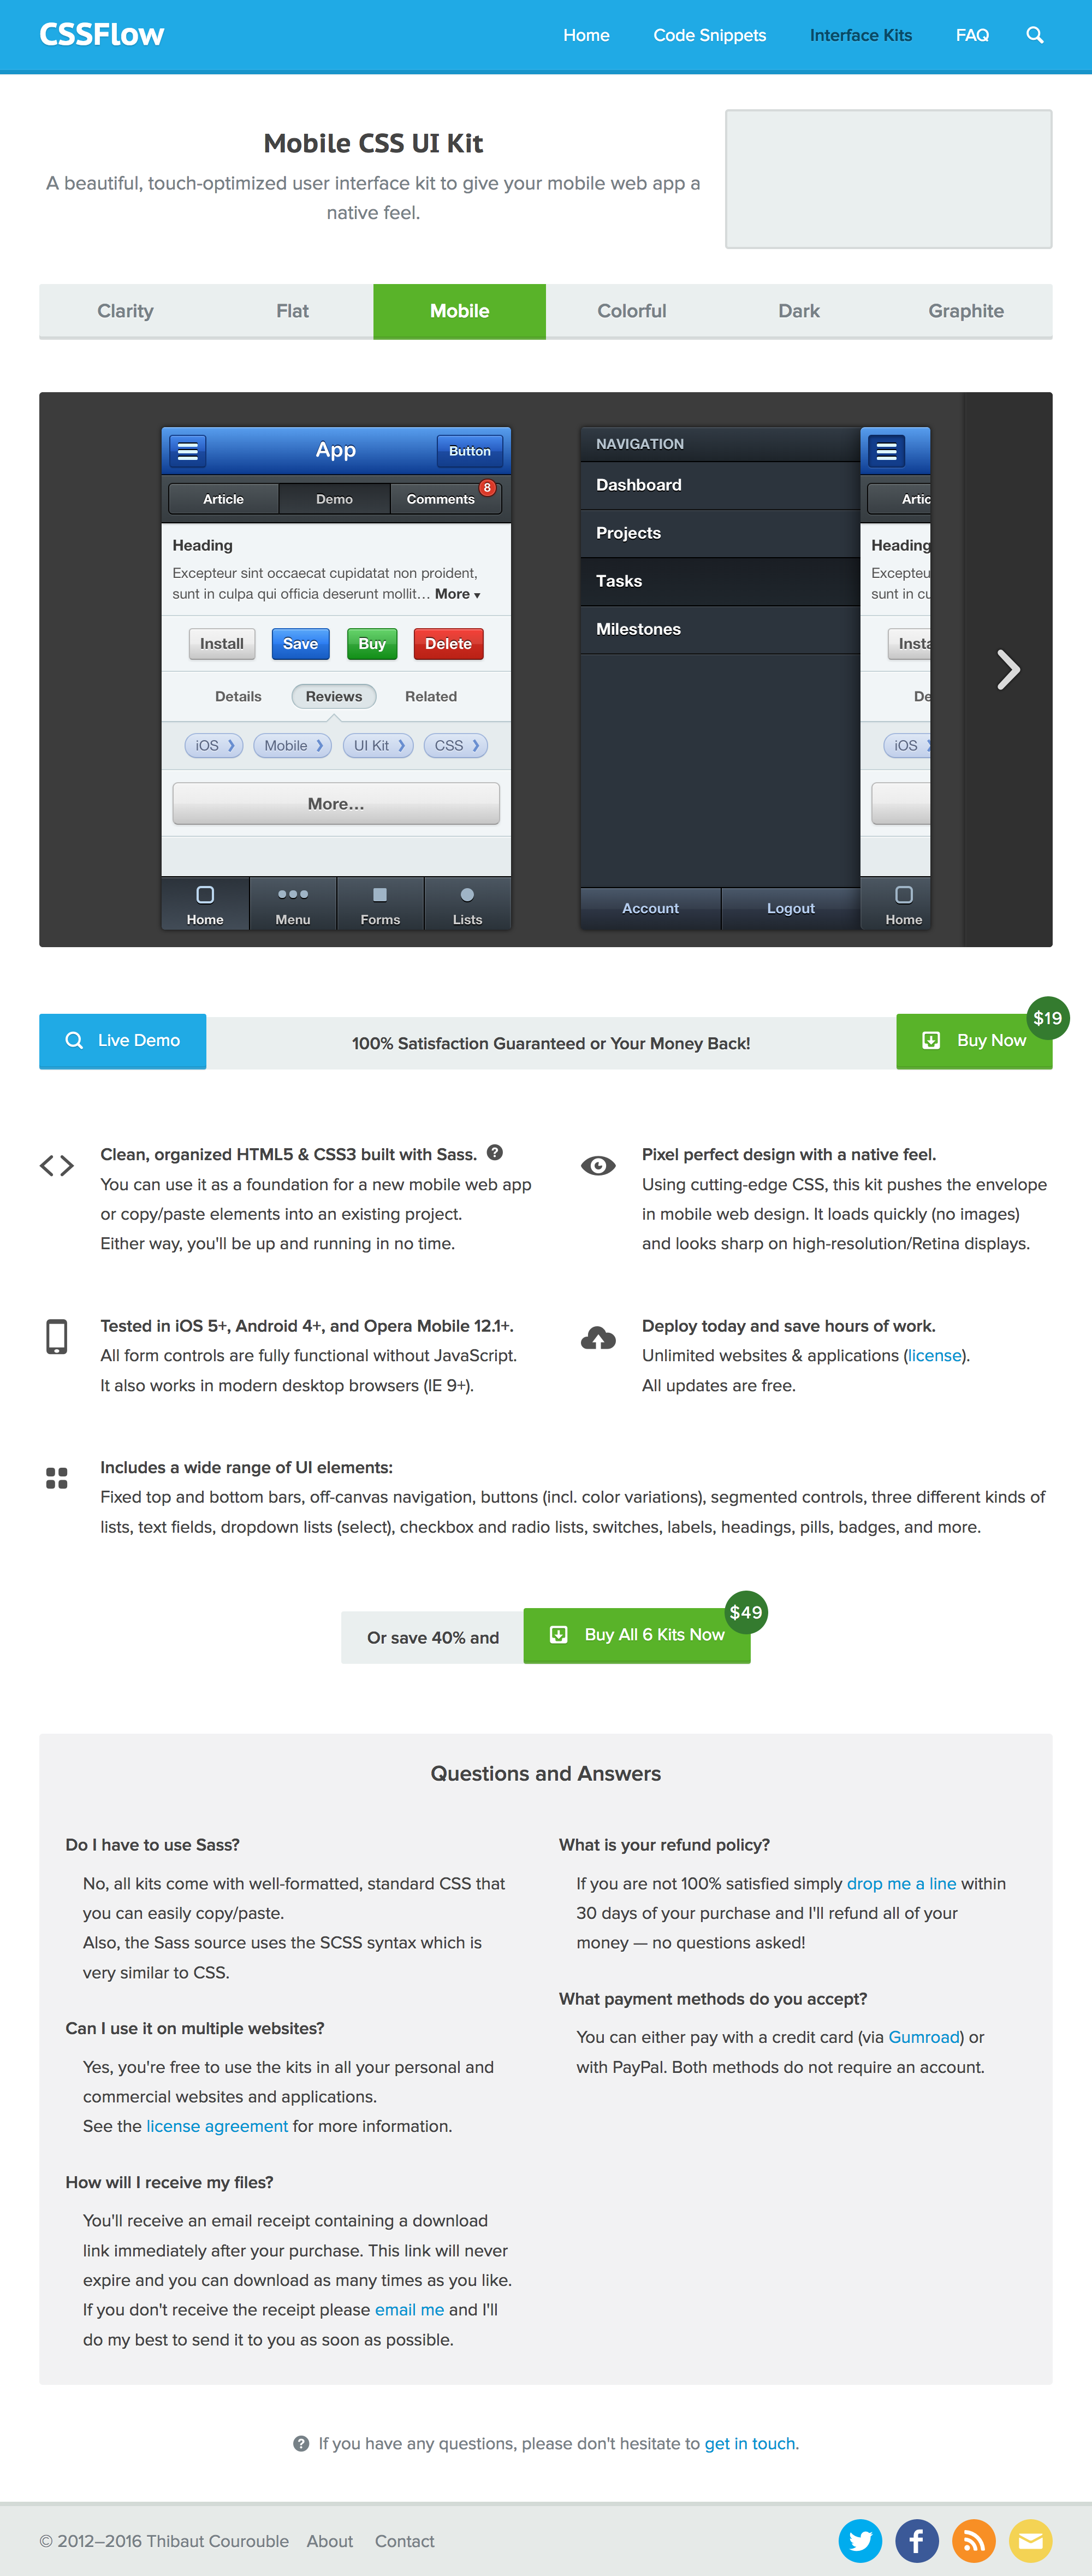 CSSFlow
Home
Code Snippets
Interface Kits
FAQ
Mobile CSS UI Kit
A beautiful, touch-optimized user interface kit to give your mobile web app a
native feel.
Clarity
Flat
Mobile
Colorful
Dark
Graphite
App
Button
Article
Demo
Comments
8
Heading
Excepteur sint occaecat cupidatat non proident,
sunt in culpa qui officia deserunt mollit… More ▾
Install
Save
Buy
Delete
Details
Reviews
Related
iOS
Mobile
UI Kit
CSS
More…
Home
Menu
Forms
Lists
NAVIGATION
Dashboard
Projects
Tasks
Milestones
Account
Logout
Artic
Heading
Excepteu
sunt in cu
Insta
De
iOS
Home
Live Demo
100% Satisfaction Guaranteed or Your Money Back!
Buy Now
$19
Clean, organized HTML5 & CSS3 built with Sass. ?
You can use it as a foundation for a new mobile web app
or copy/paste elements into an existing project.
Either way, you'll be up and running in no time.
Pixel perfect design with a native feel.
Using cutting-edge CSS, this kit pushes the envelope
in mobile web design. It loads quickly (no images)
and looks sharp on high-resolution/Retina displays.
Tested in iOS 5+, Android 4+, and Opera Mobile 12.1+.
All form controls are fully functional without JavaScript.
It also works in modern desktop browsers (IE 9+).
Deploy today and save hours of work.
Unlimited websites & applications (license).
All updates are free.
Includes a wide range of UI elements:
Fixed top and bottom bars, off-canvas navigation, buttons (incl. color variations), segmented controls, three different kinds of
lists, text fields, dropdown lists (select), checkbox and radio lists, switches, labels, headings, pills, badges, and more.
Or save 40% and
Buy All 6 Kits Now
$49
Questions and Answers
Do I have to use Sass?
No, all kits come with well-formatted, standard CSS that
you can easily copy/paste.
Also, the Sass source uses the SCSS syntax which is
very similar to CSS.
Can I use it on multiple websites?
Yes, you're free to use the kits in all your personal and
commercial websites and applications.
See the license agreement for more information.
How will I receive my files?
You'll receive an email receipt containing a download
link immediately after your purchase. This link will never
expire and you can download as many times as you like.
If you don't receive the receipt please email me and I'll
do my best to send it to you as soon as possible.
What is your refund policy?
If you are not 100% satisfied simply drop me a line within
30 days of your purchase and I'll refund all of your
money — no questions asked!
What payment methods do you accept?
You can either pay with a credit card (via Gumroad) or
with PayPal. Both methods do not require an account.
? If you have any questions, please don't hesitate to get in touch.
© 2012–2016 Thibaut Courouble
About
Contact